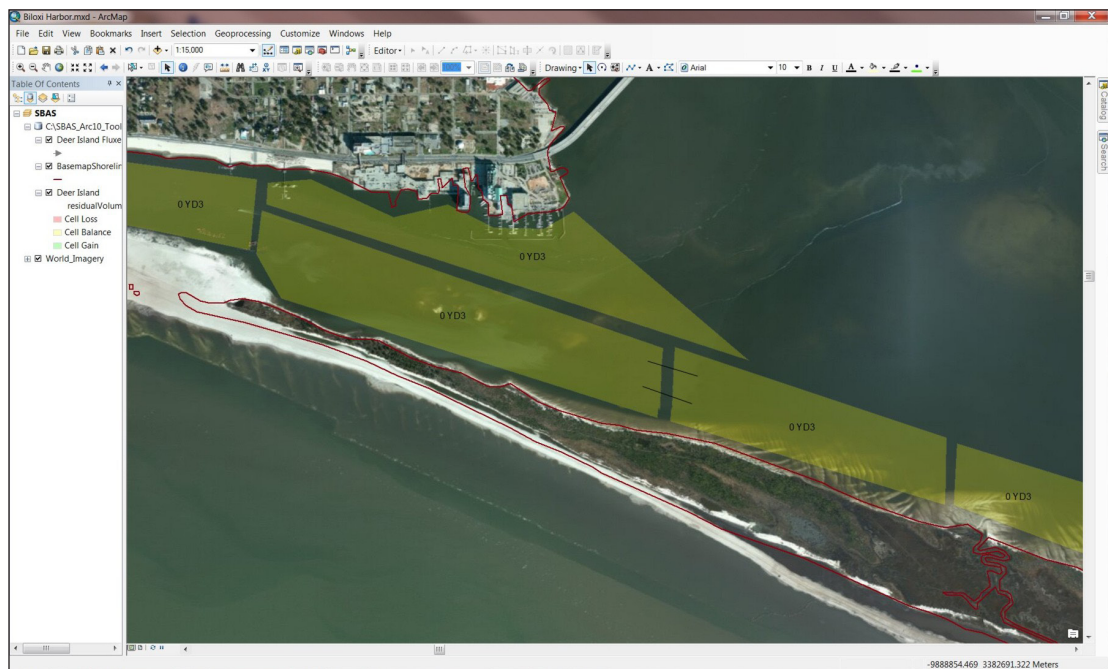 Biloxi Harbor.mxd - ArcMap
File Edit View Bookmarks Insert Selection Geoprocessing Customize Windows Help
1:15,000 Editor
Drawing Arial 10 B I U A
Table Of Contents
SBAS
C:\SBAS_Arc10_Tool
Deer Island Fluxe
BasemapShorelin
Deer Island
residualVolum
Cell Loss
Cell Balance
Cell Gain
World_Imagery
Catalog
Search
0 YD3
0 YD3
0 YD3
0 YD3
0 YD3
-9888854.469 3382691.322 Meters